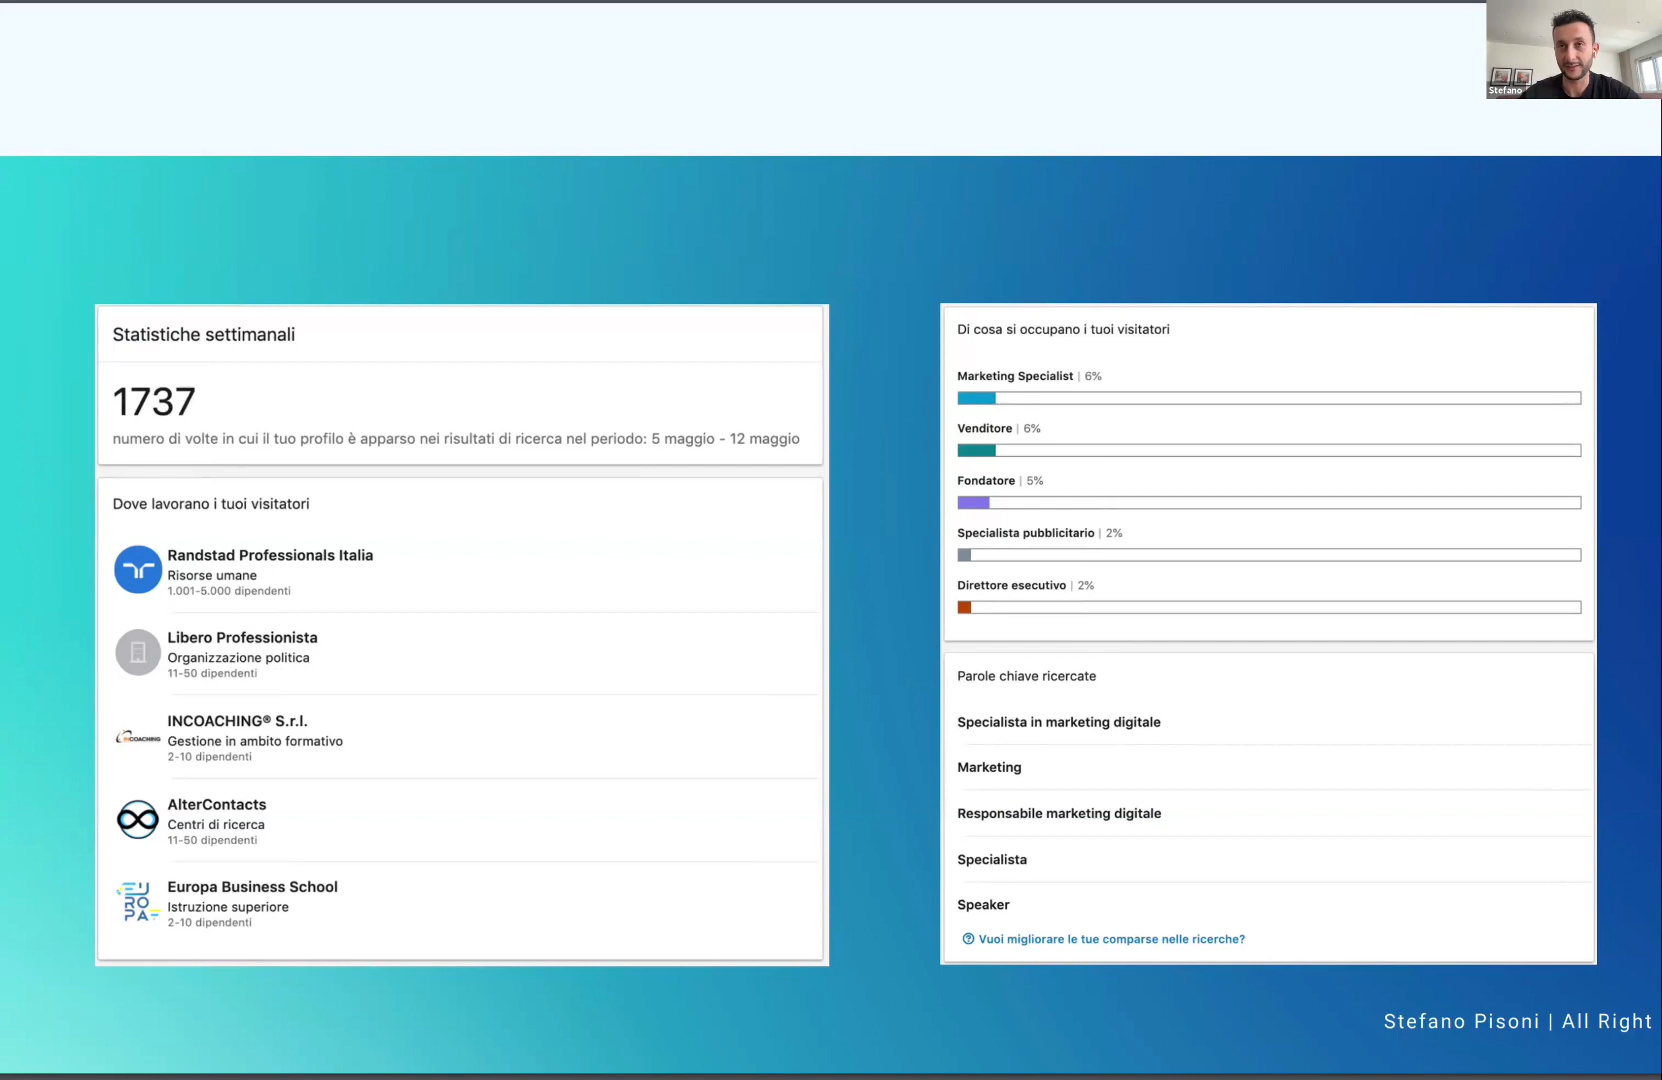 Stefano
Statistiche settimanali
1737
numero di volte in cui il tuo profilo è apparso nei risultati di ricerca nel periodo: 5 maggio - 12 maggio
Dove lavorano i tuoi visitatori
Randstad Professionals Italia
Risorse umane
1.001-5.000 dipendenti
Libero Professionista
Organizzazione politica
11-50 dipendenti
INCOACHING
INCOACHING® S.r.l.
Gestione in ambito formativo
2-10 dipendenti
AlterContacts
Centri di ricerca
11-50 dipendenti
EU
RO
PA
Europa Business School
Istruzione superiore
2-10 dipendenti
Di cosa si occupano i tuoi visitatori
Marketing Specialist | 6%
Venditore | 6%
Fondatore | 5%
Specialista pubblicitario | 2%
Direttore esecutivo | 2%
Parole chiave ricercate
Specialista in marketing digitale
Marketing
Responsabile marketing digitale
Specialista
Speaker
Vuoi migliorare le tue comparse nelle ricerche?
Stefano Pisoni | All Right